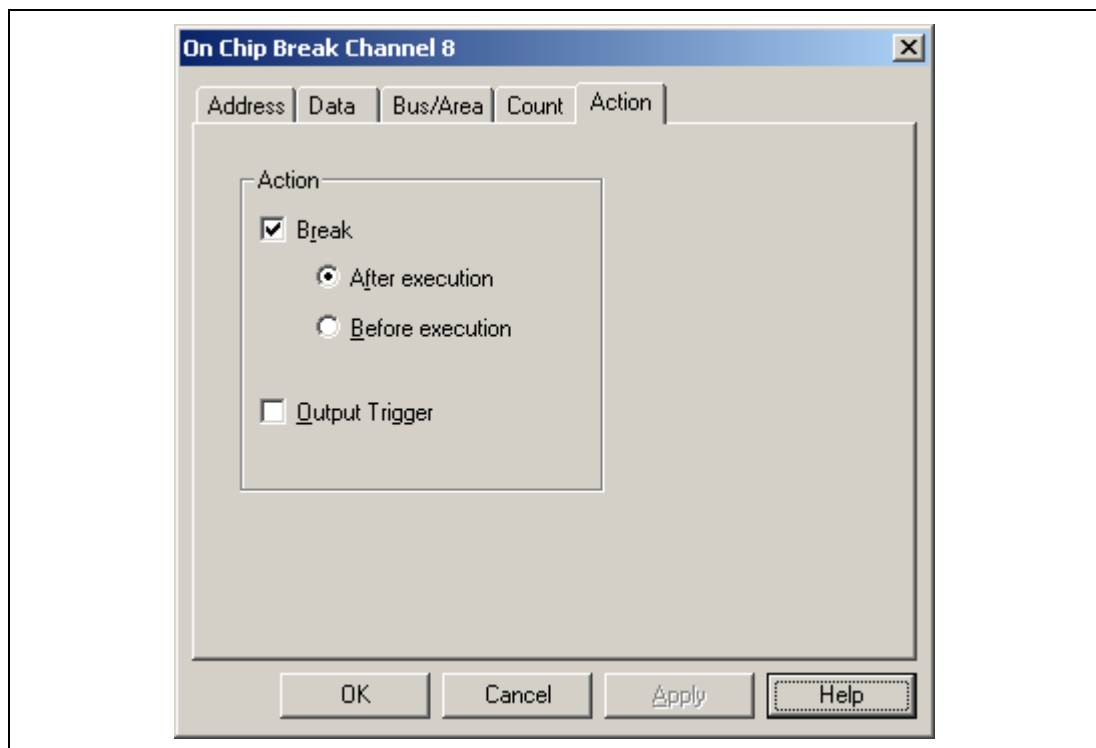 On Chip Break Channel 8
Address Data Bus/Area Count Action
Action
Break
After execution
Before execution
Output Trigger
OK Cancel Apply Help